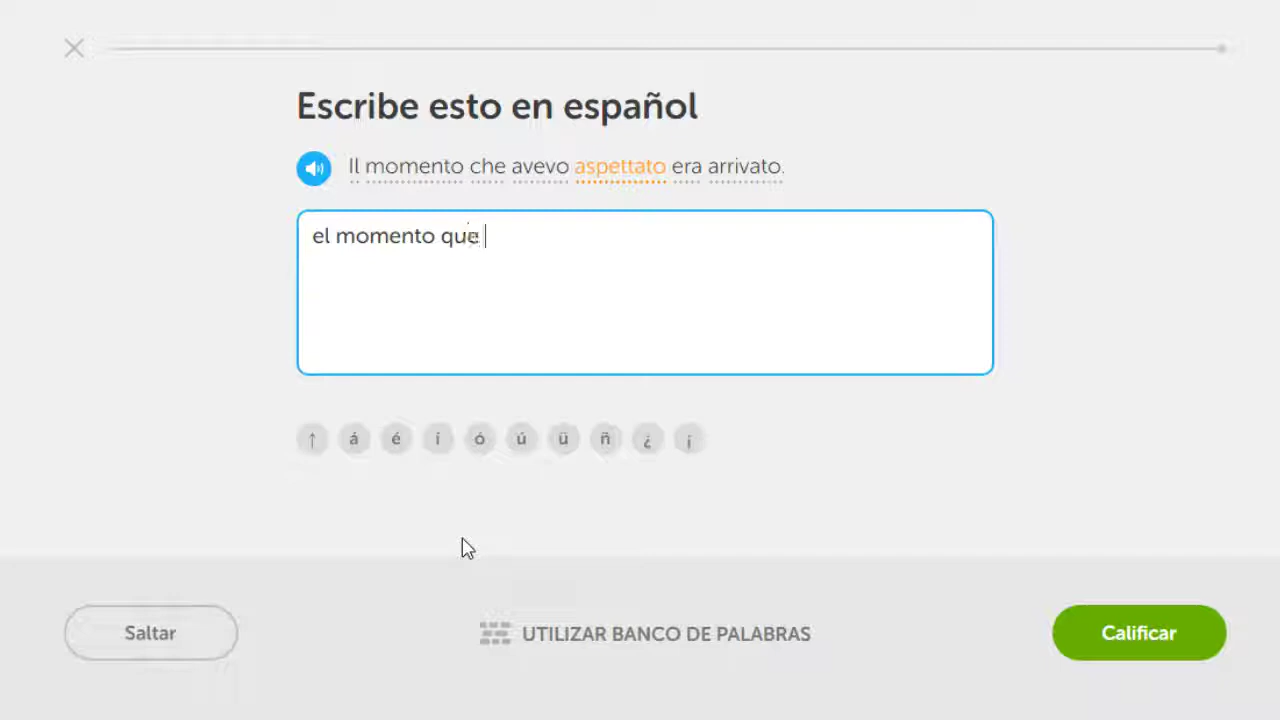 Escribe esto en español
Il momento che avevo aspettato era arrivato.
el momento que
↑ á é í ó ú ü ñ ¿ ¡
Saltar
UTILIZAR BANCO DE PALABRAS
Calificar